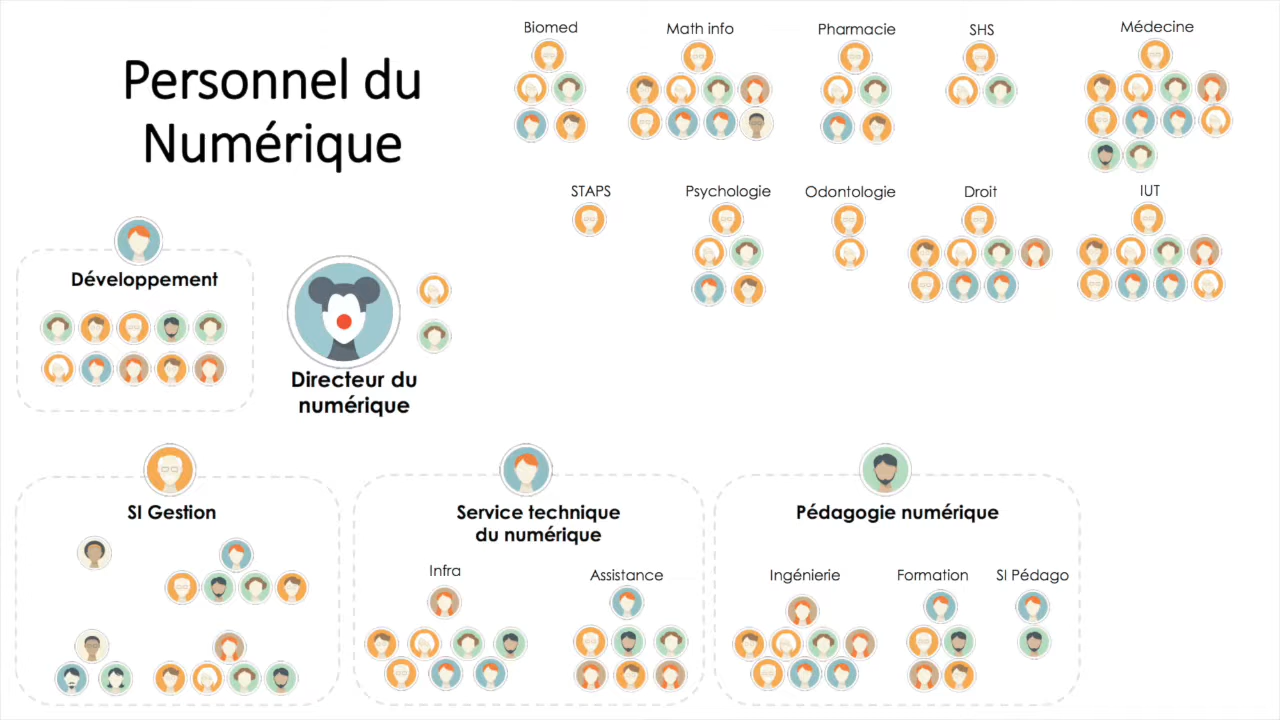 Personnel du
Numérique
Biomed
Math info
Pharmacie
SHS
Médecine
STAPS
Psychologie
Odontologie
Droit
IUT
Développement
Directeur du
numérique
SI Gestion
Service technique
du numérique
Pédagogie numérique
Infra
Assistance
Ingénierie
Formation
SI Pédago